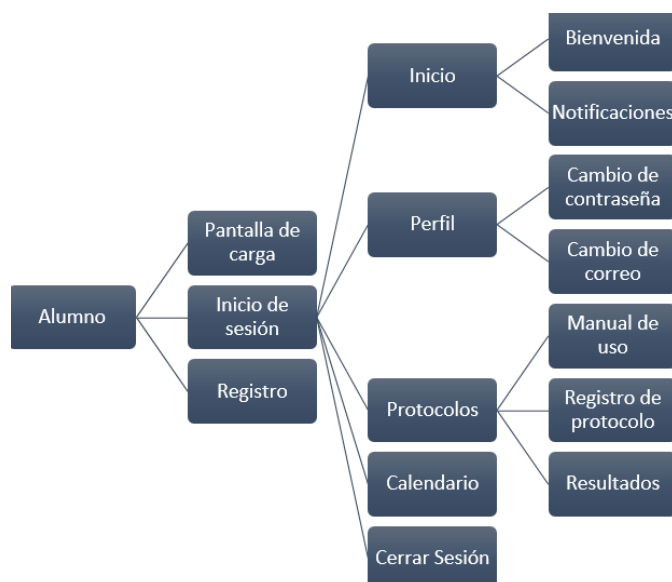 Alumno
Pantalla de
carga
Inicio de
sesión
Registro
Inicio
Perfil
Protocolos
Calendario
Cerrar Sesión
Bienvenida
Notificaciones
Cambio de
contraseña
Cambio de
correo
Manual de
uso
Registro de
protocolo
Resultados